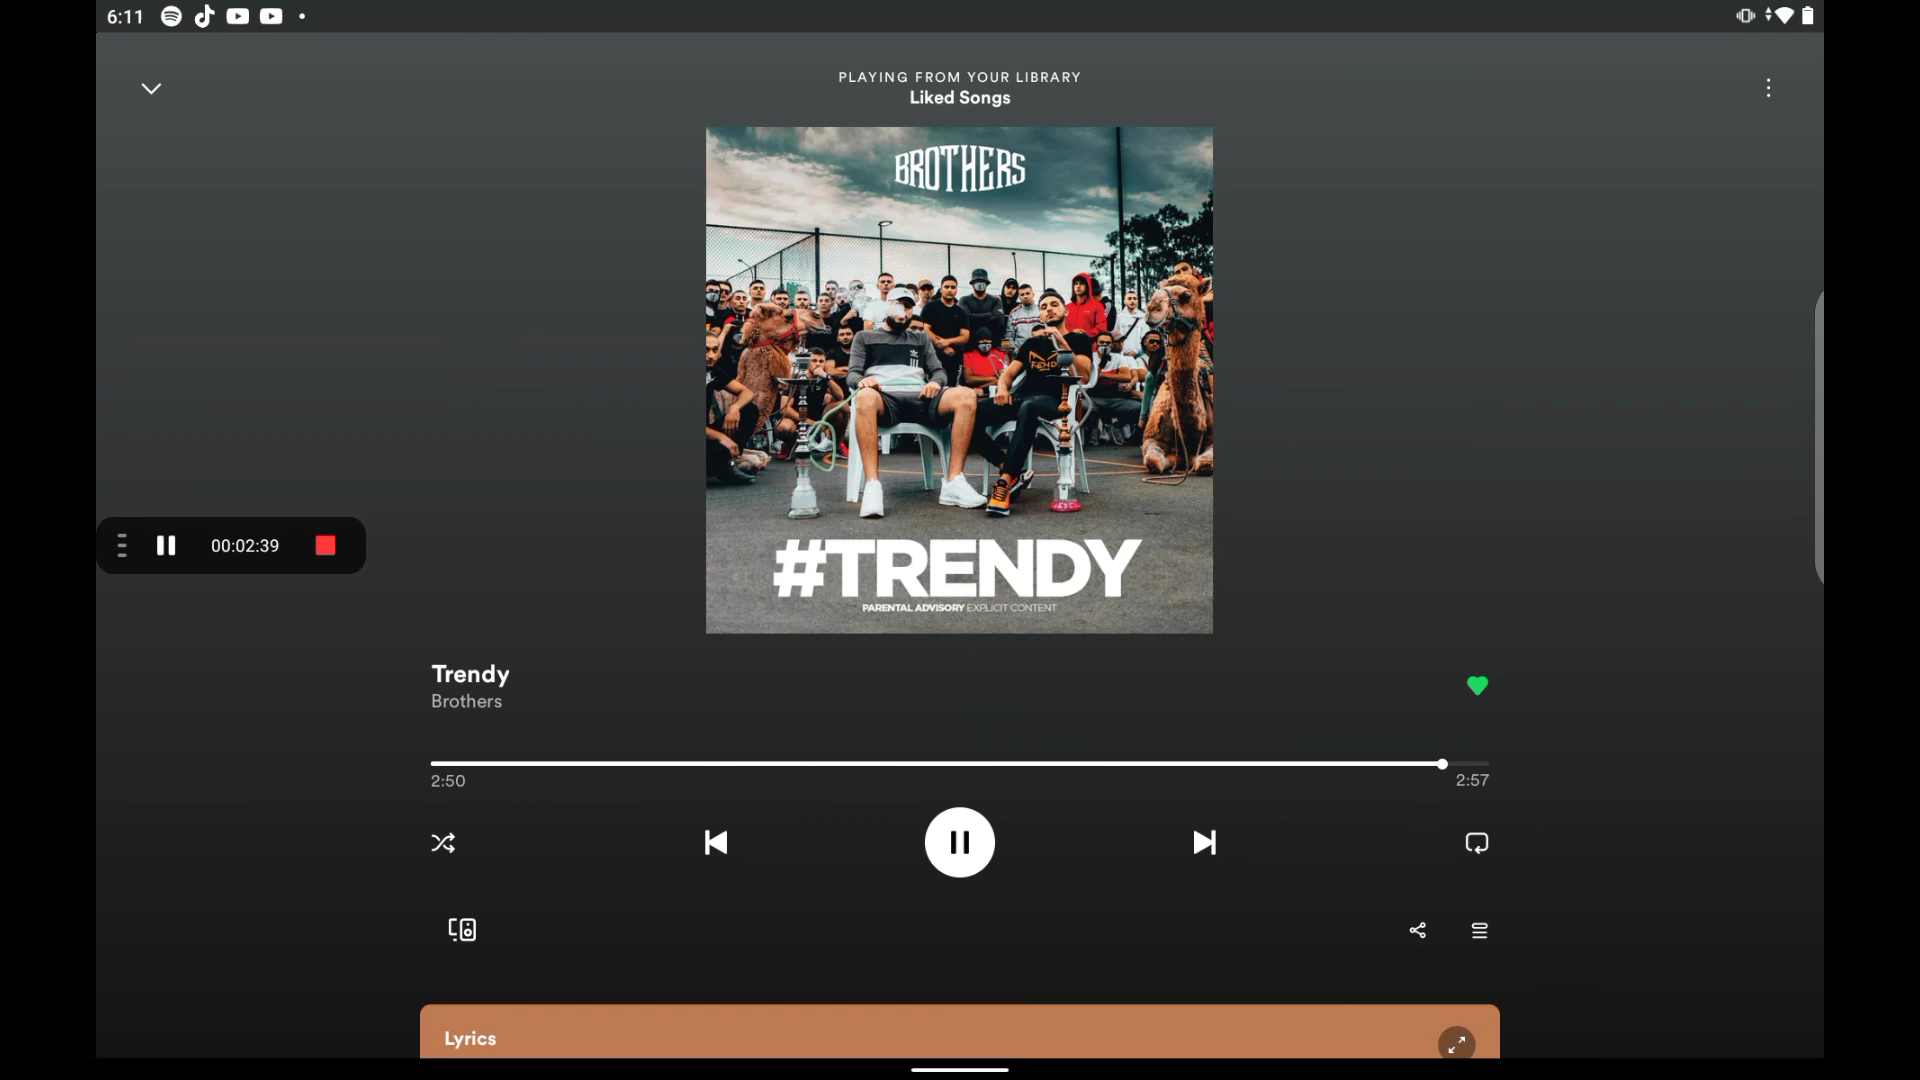 6:11
PLAYING FROM YOUR LIBRARY
Liked Songs
BROTHERS
FENDI
#TRENDY
PARENTAL ADVISORY EXPLICIT CONTENT
00:02:39
Trendy
Brothers
2:50
2:57
Lyrics